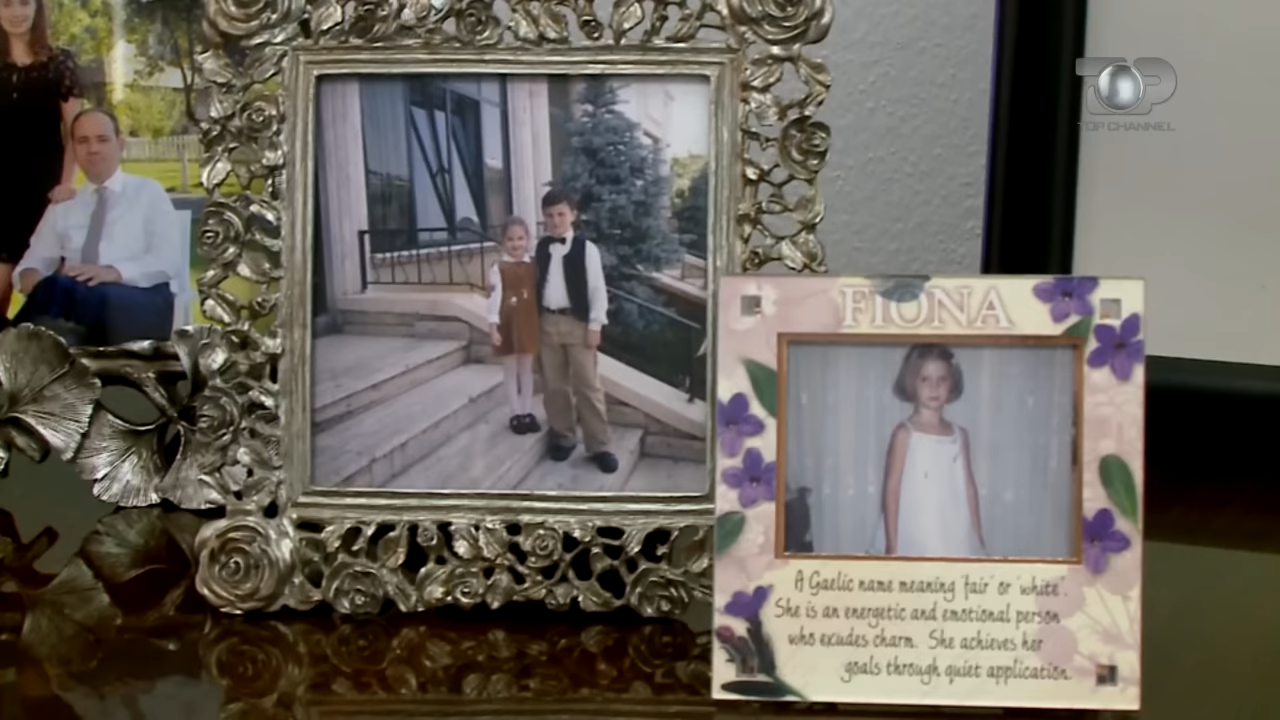 TOP
TOP CHANNEL
FIONA
A Gaelic name meaning 'fair' or 'white'.
She is an energetic and emotional person
who exudes charm. She achieves her
goals through quiet application.